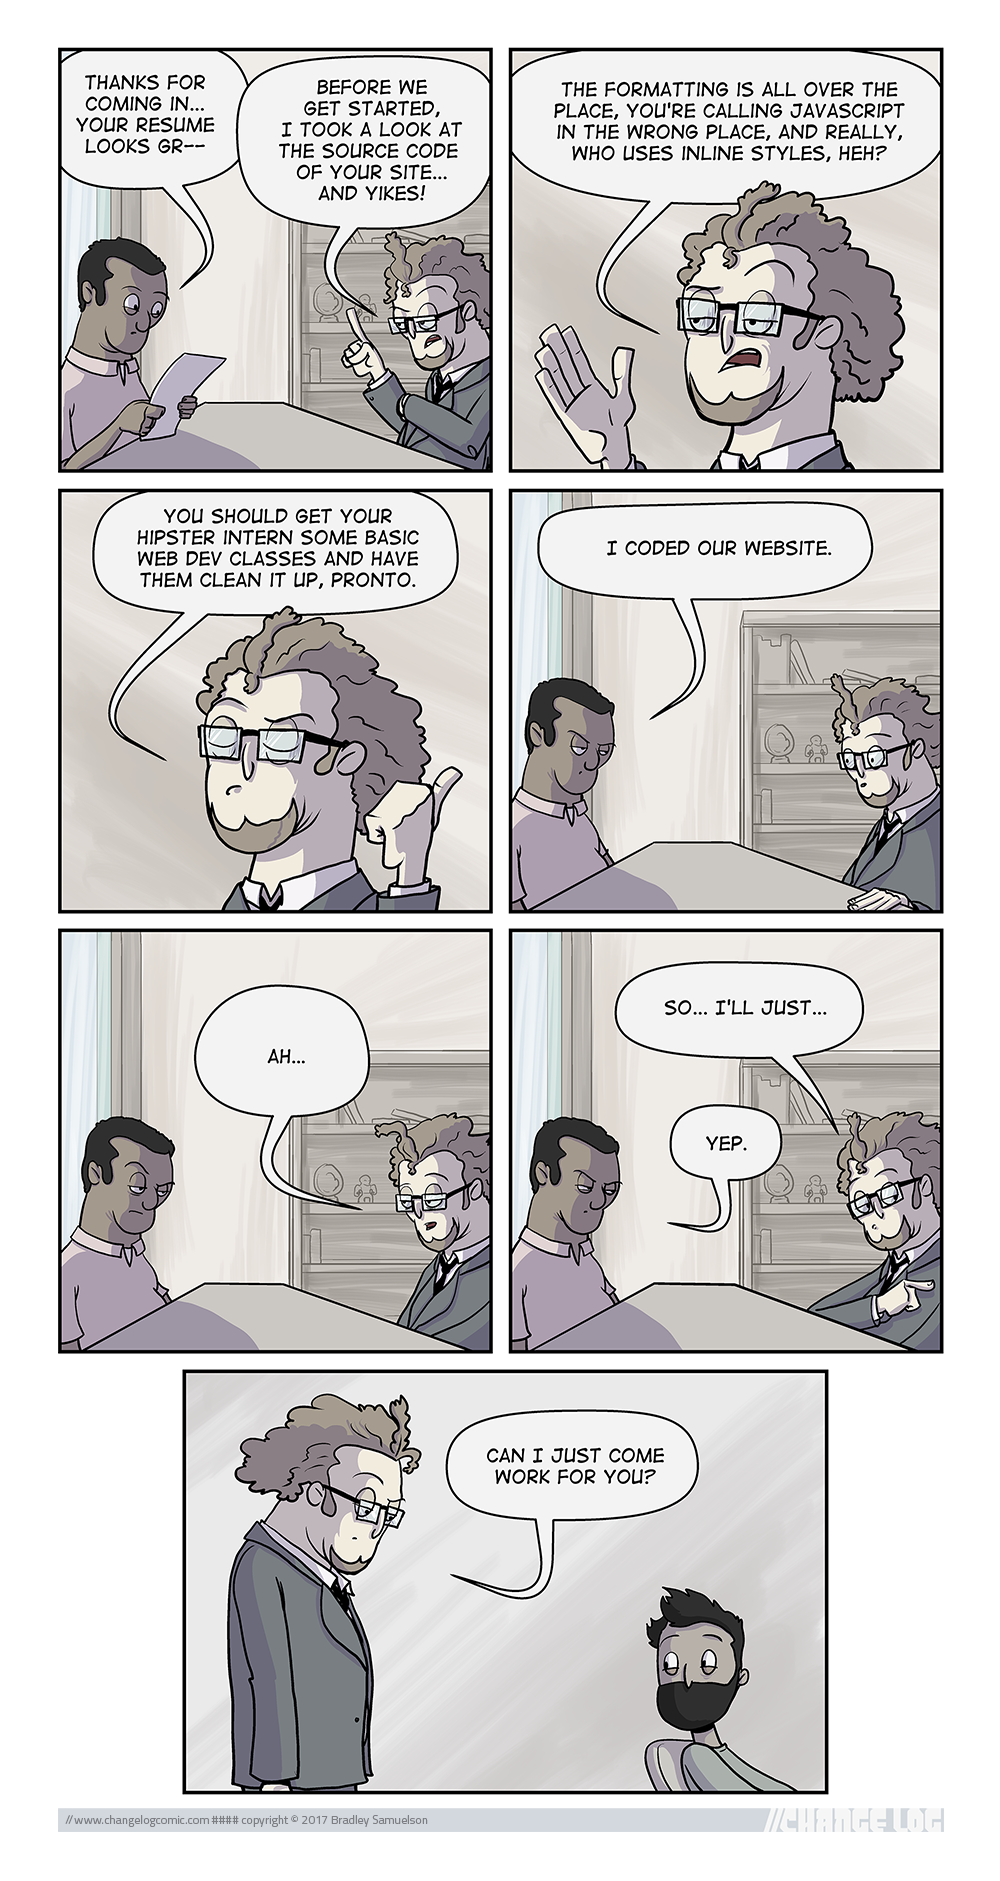 THANKS FOR
COMING IN...
YOUR RESUME
LOOKS GR--
BEFORE WE
GET STARTED,
I TOOK A LOOK AT
THE SOURCE CODE
OF YOUR SITE...
AND YIKES!
THE FORMATTING IS ALL OVER THE
PLACE, YOU'RE CALLING JAVASCRIPT
IN THE WRONG PLACE, AND REALLY,
WHO USES INLINE STYLES, HEH?
YOU SHOULD GET YOUR
HIPSTER INTERN SOME BASIC
WEB DEV CLASSES AND HAVE
THEM CLEAN IT UP, PRONTO.
I CODED OUR WEBSITE.
AH...
SO... I'LL JUST...
YEP.
CAN I JUST COME
WORK FOR YOU?
//www.changelogcomic.com #### copyright © 2017 Bradley Samuelson
//CHANGE LOG